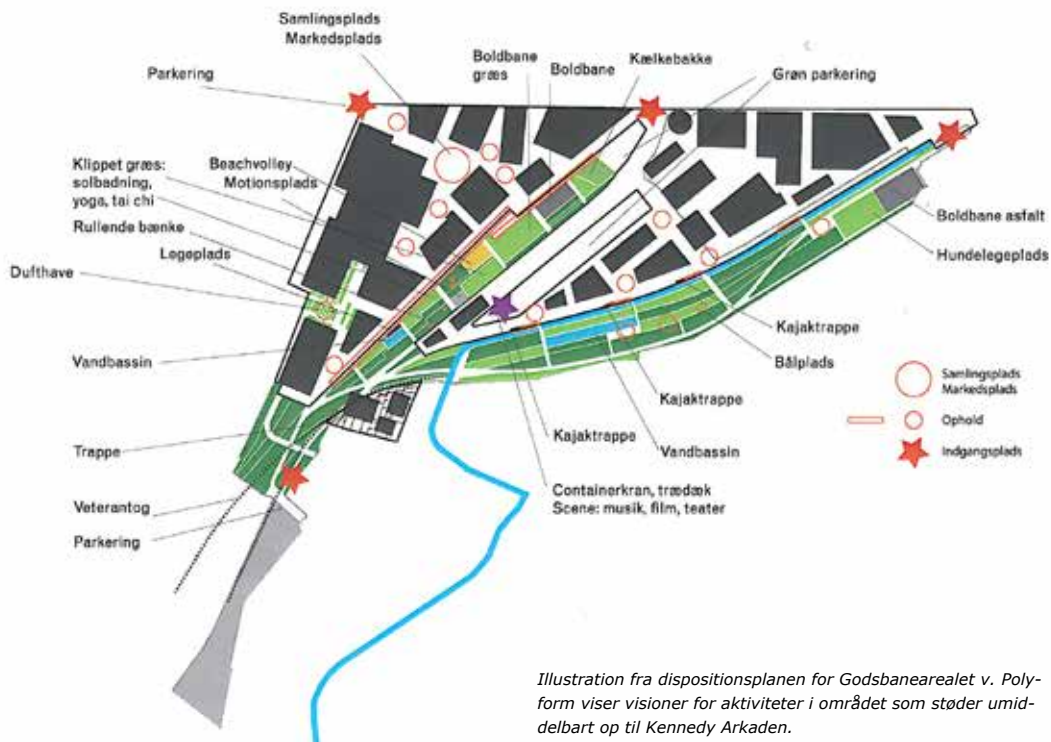 Samlingsplads
Markedsplads
Parkering
Boldbane
græs
Boldbane
Kælkebakke
Grøn parkering
Klippet græs:
solbadning,
yoga, tai chi
Beachvolley
Motionsplads
Rullende bænke
Legeplads
Dufthave
Vandbassin
Trappe
Veterantog
Parkering
Boldbane asfalt
Hundelegeplads
Kajaktrappe
Bålplads
Kajaktrappe
Vandbassin
Kajaktrappe
Containerkran, trædæk
Scene: musik, film, teater
Samlingsplads
Markedsplads
Ophold
Indgangsplads
Illustration fra dispositionsplanen for Godsbanearealet v. Poly-
form viser visioner for aktiviteter i området som støder umid-
delbart op til Kennedy Arkaden.